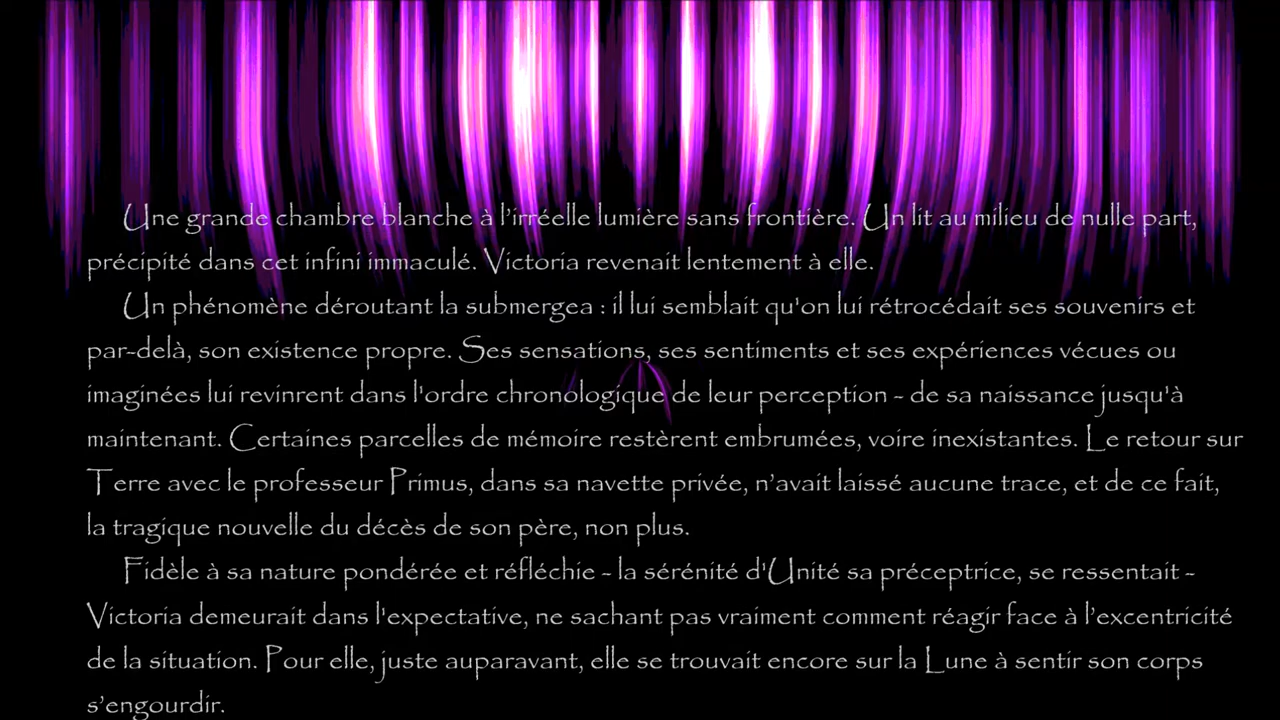 Une grande chambre blanche à l’irréelle lumière sans frontière. Un lit au milieu de nulle part,
précipité dans cet infini immaculé. Victoria revenait lentement à elle.
Un phénomène déroutant la submergea : il lui semblait qu'on lui rétrocédait ses souvenirs et
par-delà, son existence propre. Ses sensations, ses sentiments et ses expériences vécues ou
imaginées lui revinrent dans l'ordre chronologique de leur perception - de sa naissance jusqu'à
maintenant. Certaines parcelles de mémoire restèrent embrumées, voire inexistantes. Le retour sur
Terre avec le professeur Primus, dans sa navette privée, n’avait laissé aucune trace, et de ce fait,
la tragique nouvelle du décès de son père, non plus.
Fidèle à sa nature pondérée et réfléchie - la sérénité d'Unité sa préceptrice, se ressentait -
Victoria demeurait dans l'expectative, ne sachant pas vraiment comment réagir face à l’excentricité
de la situation. Pour elle, juste auparavant, elle se trouvait encore sur la Lune à sentir son corps
s’engourdir.